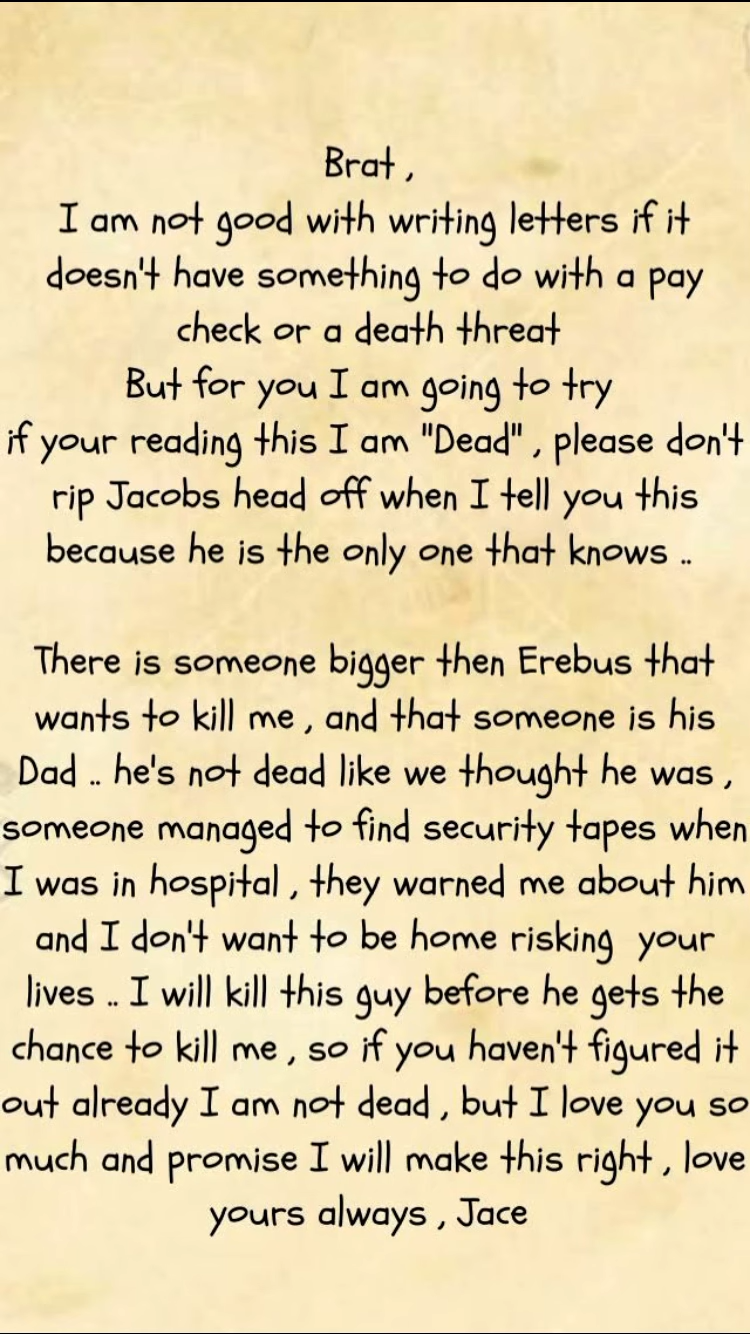 Brat ,
I am not good with writing letters if it
doesn't have something to do with a pay
check or a death threat
But for you I am going to try
if your reading this I am "Dead" , please don't
rip Jacobs head off when I tell you this
because he is the only one that knows ..
There is someone bigger then Erebus that
wants to kill me , and that someone is his
Dad .. he's not dead like we thought he was ,
someone managed to find security tapes when
I was in hospital , they warned me about him
and I don't want to be home risking  your
lives .. I will kill this guy before he gets the
chance to kill me , so if you haven't figured it
out already I am not dead , but I love you so
much and promise I will make this right , love
yours always , Jace